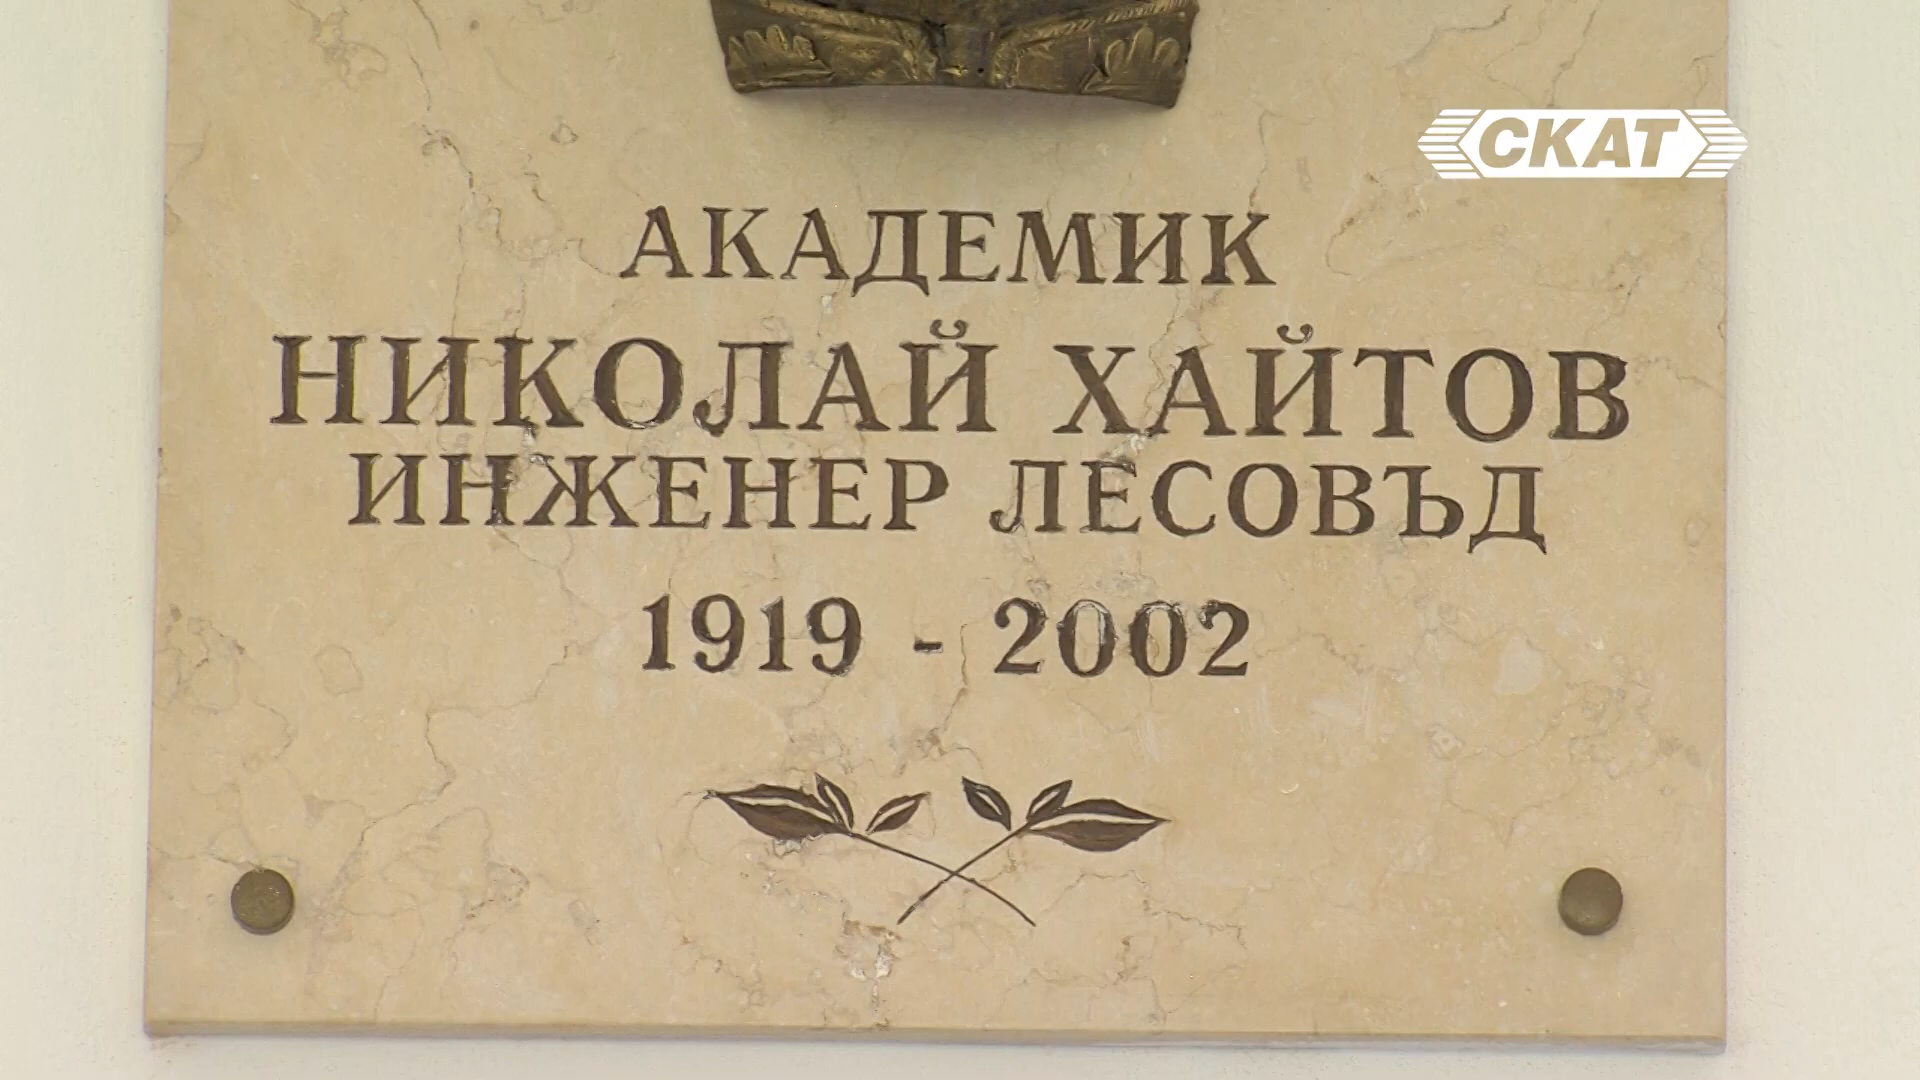 СКАТ
АКАДЕМИК
НИКОЛАЙ ХАЙТОВ
ИНЖЕНЕР ЛЕСОВЪД
1919 - 2002